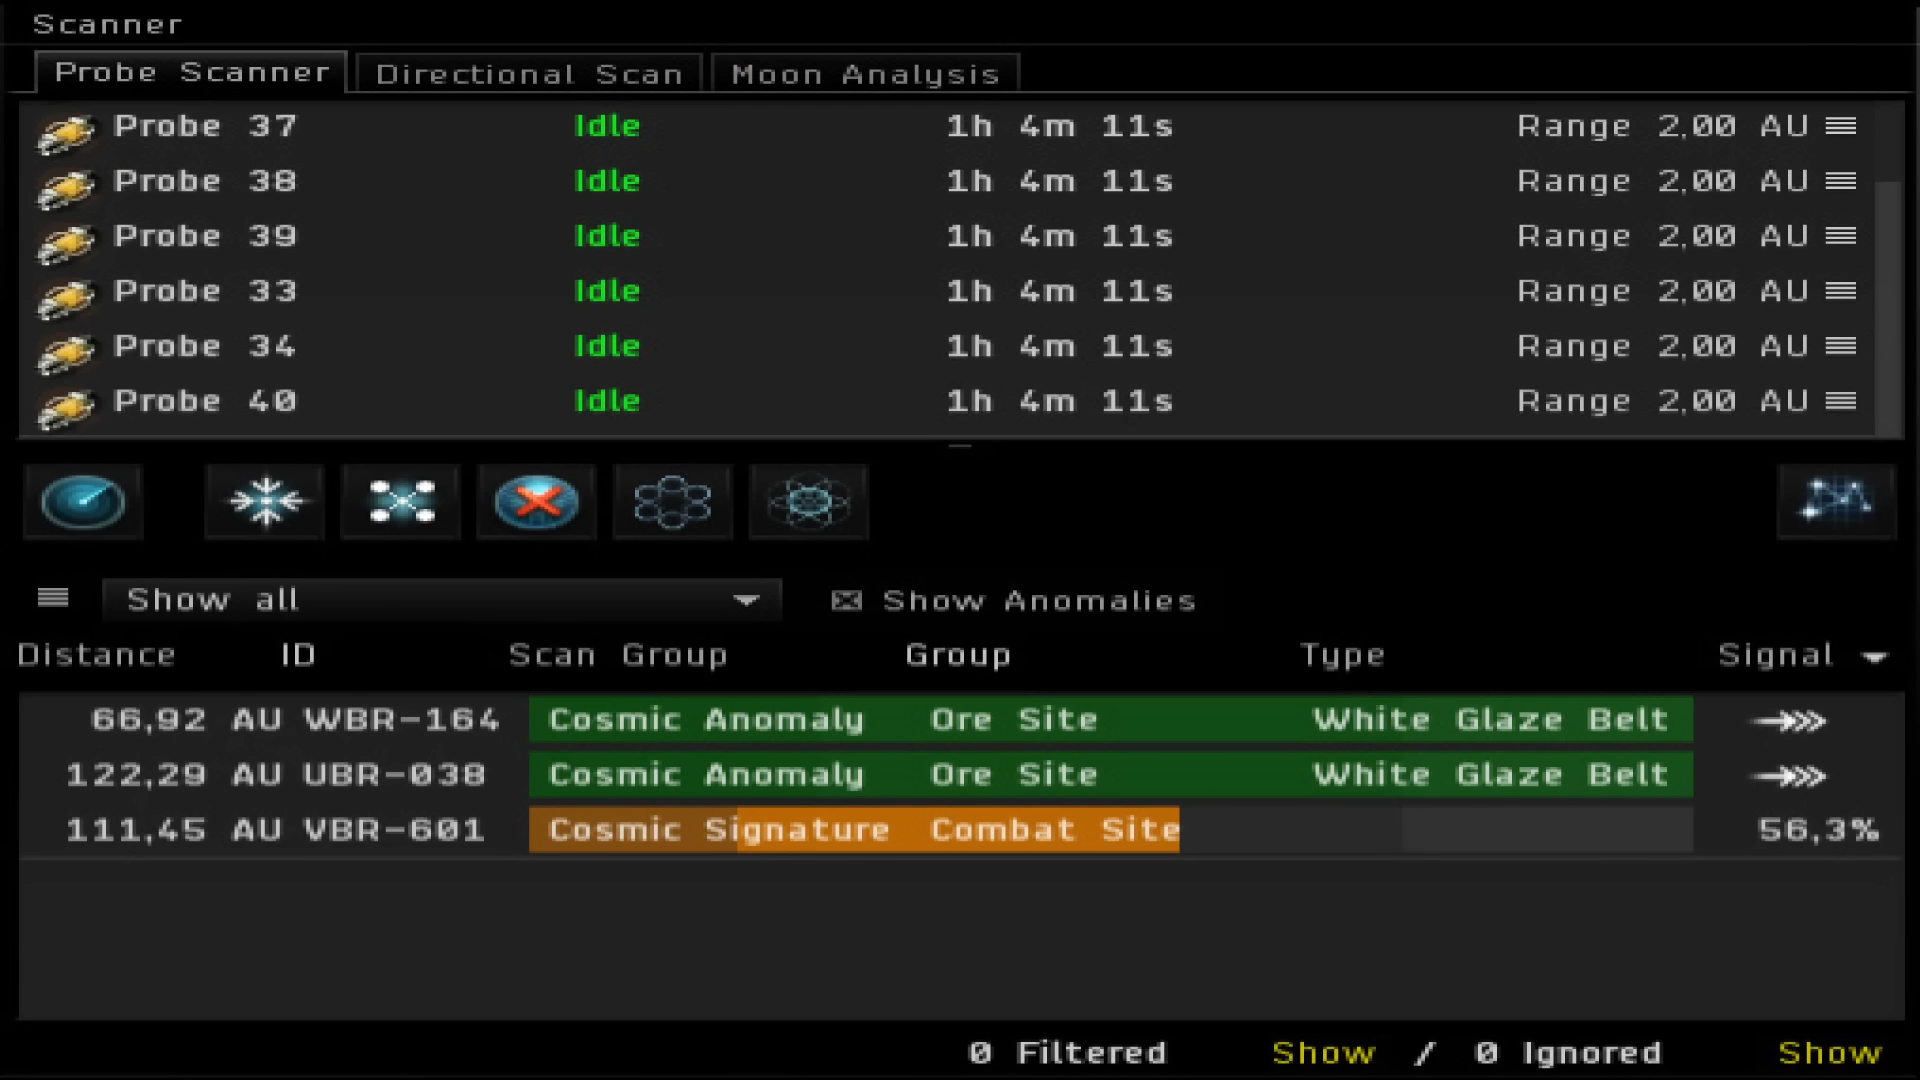 Scanner
Probe Scanner Directional Scan Moon Analysis
Probe 37 Idle 1h 4m 11s Range 2,00 AU
Probe 38 Idle 1h 4m 11s Range 2,00 AU
Probe 39 Idle 1h 4m 11s Range 2,00 AU
Probe 33 Idle 1h 4m 11s Range 2,00 AU
Probe 34 Idle 1h 4m 11s Range 2,00 AU
Probe 40 Idle 1h 4m 11s Range 2,00 AU
Show all Show Anomalies
Distance ID Scan Group Group Type Signal
66,92 AU WBR-164 Cosmic Anomaly Ore Site White Glaze Belt
122,29 AU UBR-038 Cosmic Anomaly Ore Site White Glaze Belt
111,45 AU VBR-601 Cosmic Signature Combat Site 56,3%
0 Filtered Show / 0 Ignored Show